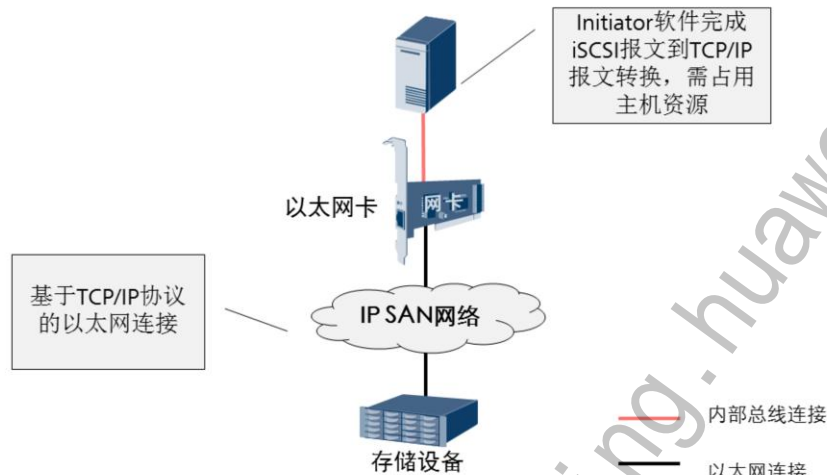 Initiator软件完成
iSCSI报文到TCP/IP
报文转换，需占用
主机资源
以太网卡
网卡
基于TCP/IP协议
的以太网连接
IP SAN网络
存储设备
内部总线连接
以太网连接
ing.huaw